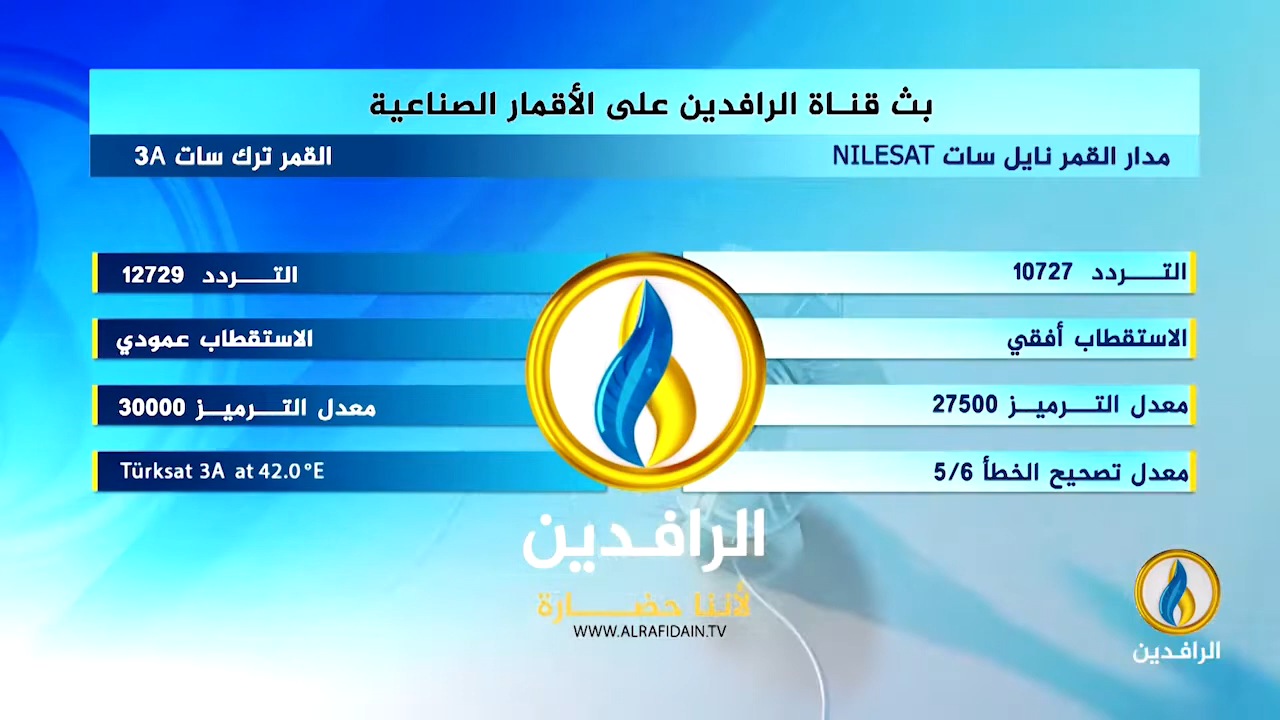 بث قناة الرافدين على الأقمار الصناعية
مدار القمر نايل سات NILESAT
القمر ترك سات 3A
التردد 10727
التردد 12729
الاستقطاب أفقي
الاستقطاب عمودي
معدل الترميز 27500
معدل الترميز 30000
معدل تصحيح الخطأ 5/6
Türksat 3A at 42.0°E
الرافدين
لأننا حضارة
WWW.ALRAFIDAIN.TV
الرافدين